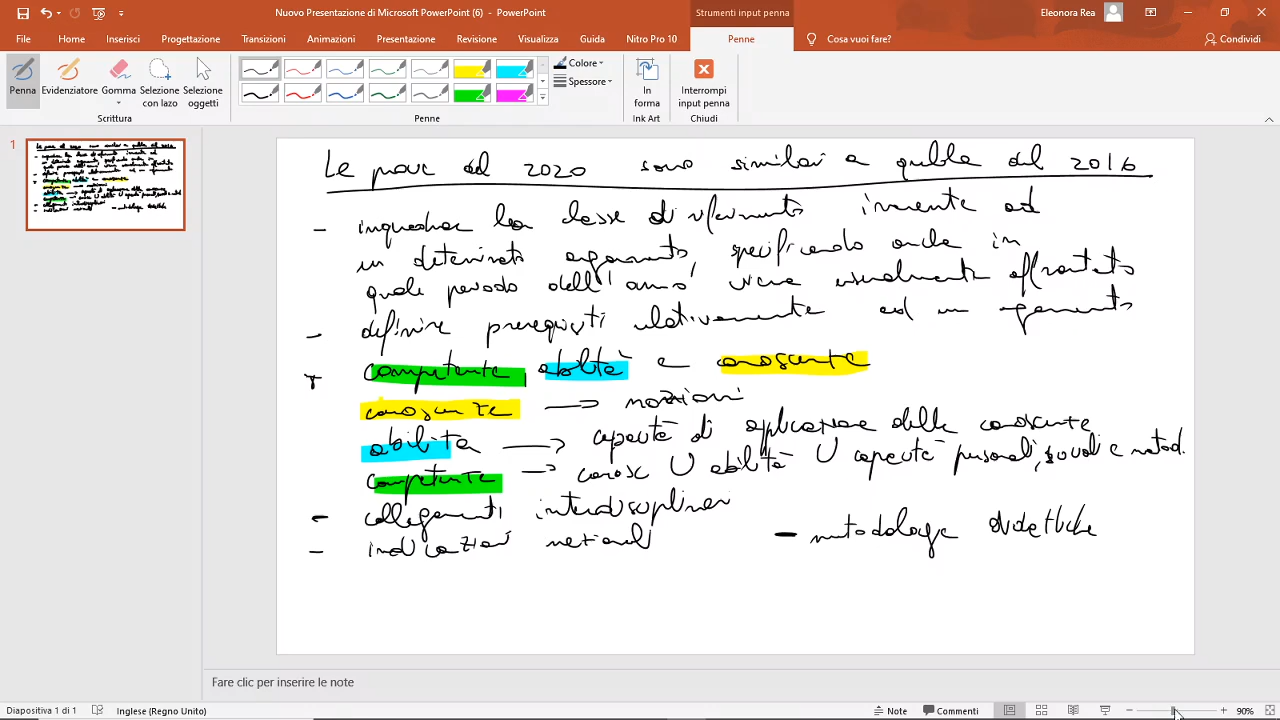 Nuovo Presentazione di Microsoft PowerPoint (6) - PowerPoint
Strumenti input penna
Eleonora Rea
File Home Inserisci Progettazione Transizioni Animazioni Presentazione Revisione Visualizza Guida Nitro Pro 10 Penne Cosa vuoi fare? Condividi
Penna Evidenziatore Gomma Selezione con lazo Selezione oggetti
Colore
Spessore
In forma
Interrompi input penna
Scrittura Penne Ink Art Chiudi
1
Le prove del 2020 sono similari a quelle del 2016
- inquadrare la classe di riferimento inerente ad
un determinato argomento, specificando anche in
quale periodo dell'anno viene usualmente affrontato
- definire prerequisiti relativamente ad un argomento
competenze, abilità e conoscenze
conoscenze → nozioni
abilità → capacità di applicazione delle conoscenze
competenze → conosc U abilità U capacità personali, sociali e metod.
- collegamenti interdisciplinari
- indicazioni nazionali
- metodologie didattiche
Fare clic per inserire le note
Diapositiva 1 di 1 Inglese (Regno Unito) Note Commenti 90%